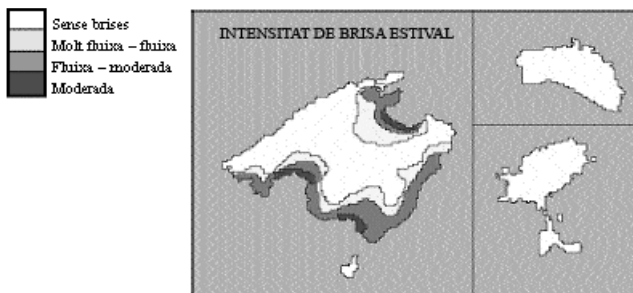 Sense brises
Molt fluixa – fluixa
Fluixa – moderada
Moderada
INTENSITAT DE BRISA ESTIVAL